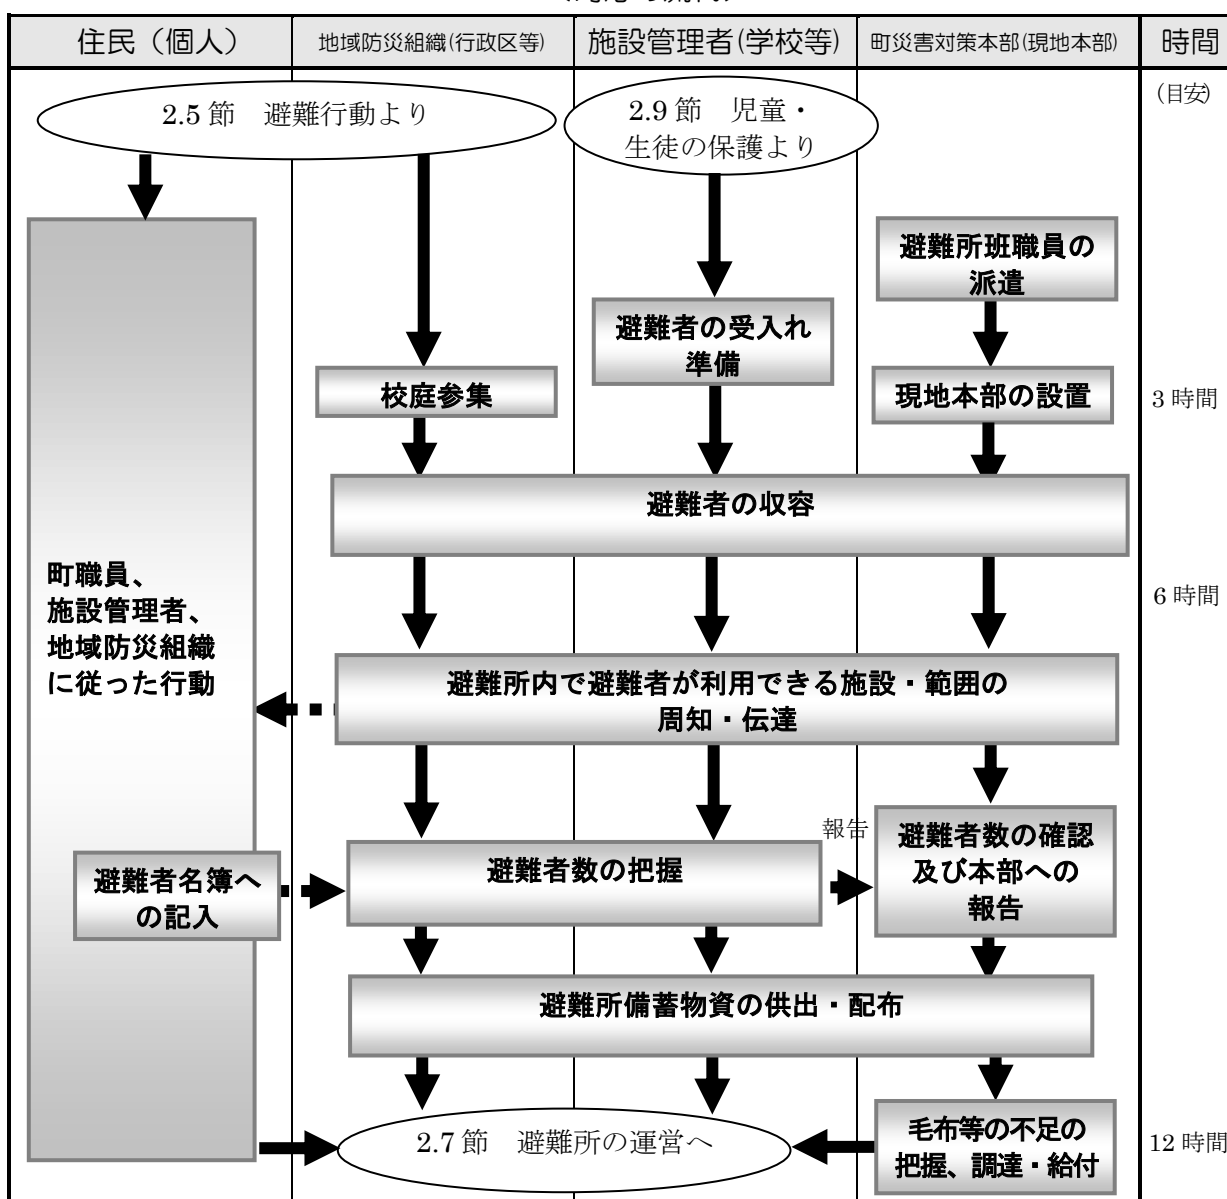 住民（個人）
地域防災組織(行政区等)
施設管理者(学校等)
町災害対策本部(現地本部)
時間
（目安）
2.5 節　避難行動より
2.9 節　児童・
生徒の保護より
避難所班職員の
派遣
避難者の受入れ
準備
校庭参集
現地本部の設置
3 時間
避難者の収容
町職員、
施設管理者、
地域防災組織
に従った行動
6 時間
避難所内で避難者が利用できる施設・範囲の
周知・伝達
報告
避難者数の確認
及び本部への
報告
避難者名簿へ
の記入
避難者数の把握
避難所備蓄物資の供出・配布
2.7 節　避難所の運営へ
毛布等の不足の
把握、調達・給付
12 時間